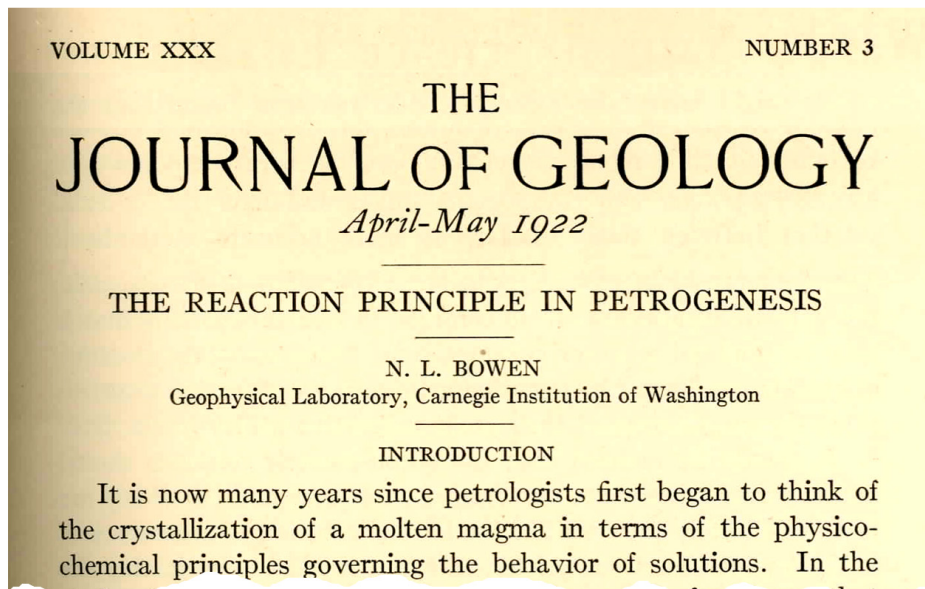 VOLUME XXX NUMBER 3
THE
JOURNAL OF GEOLOGY
April-May 1922
THE REACTION PRINCIPLE IN PETROGENESIS
N. L. BOWEN
Geophysical Laboratory, Carnegie Institution of Washington
INTRODUCTION
It is now many years since petrologists first began to think of
the crystallization of a molten magma in terms of the physico-
chemical principles governing the behavior of solutions. In the